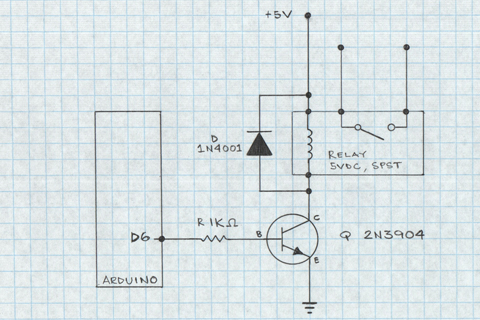 +5V
D
1N4001
RELAY
5VDC, SPST
R 1KΩ
C
B
E
Q 2N3904
D6
ARDUINO